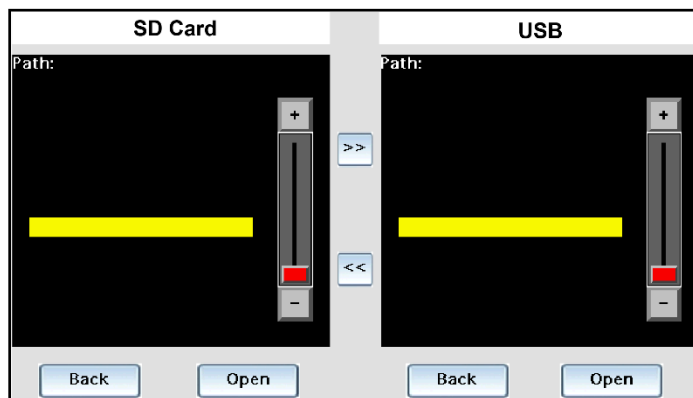 SD Card
USB
Path:
Path:
+
+
>>
<<
−
−
Back
Open
Back
Open